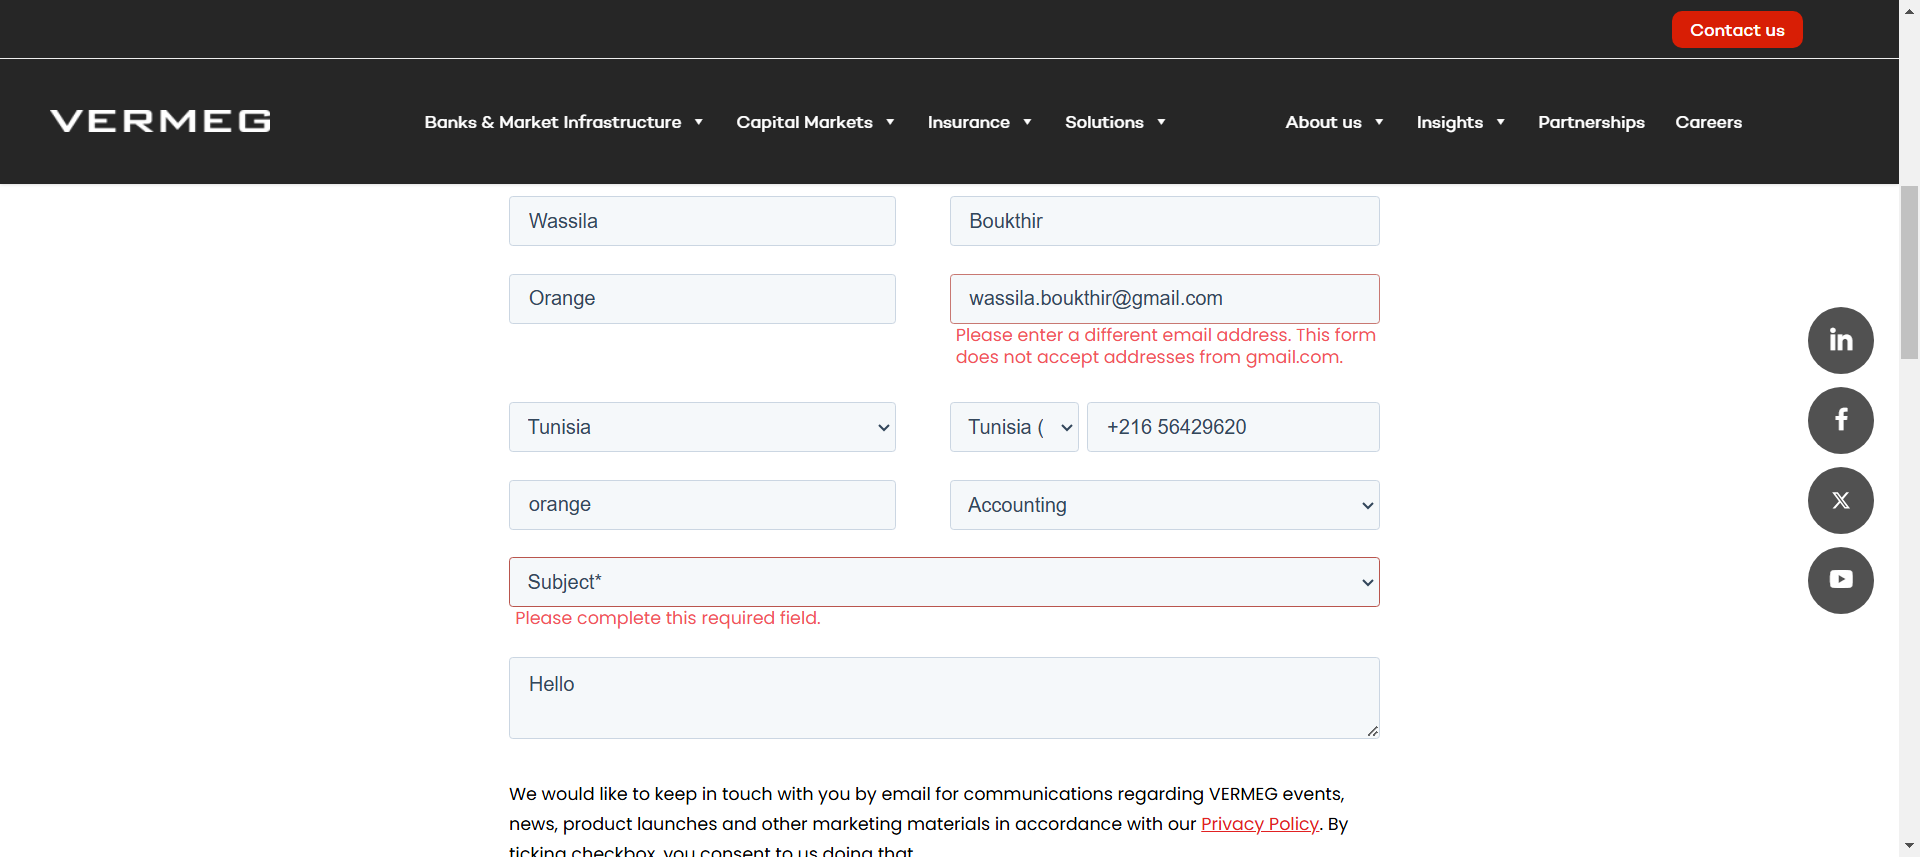 Contact us
VERMEG
Banks & Market Infrastructure Capital Markets Insurance Solutions About us Insights Partnerships Careers
Wassila Boukthir
Orange wassila.boukthir@gmail.com
Please enter a different email address. This form
does not accept addresses from gmail.com.
Tunisia Tunisia ( +216 56429620
orange Accounting
Subject*
Please complete this required field.
Hello
We would like to keep in touch with you by email for communications regarding VERMEG events,
news, product launches and other marketing materials in accordance with our Privacy Policy. By
ticking checkbox, you consent to us doing that